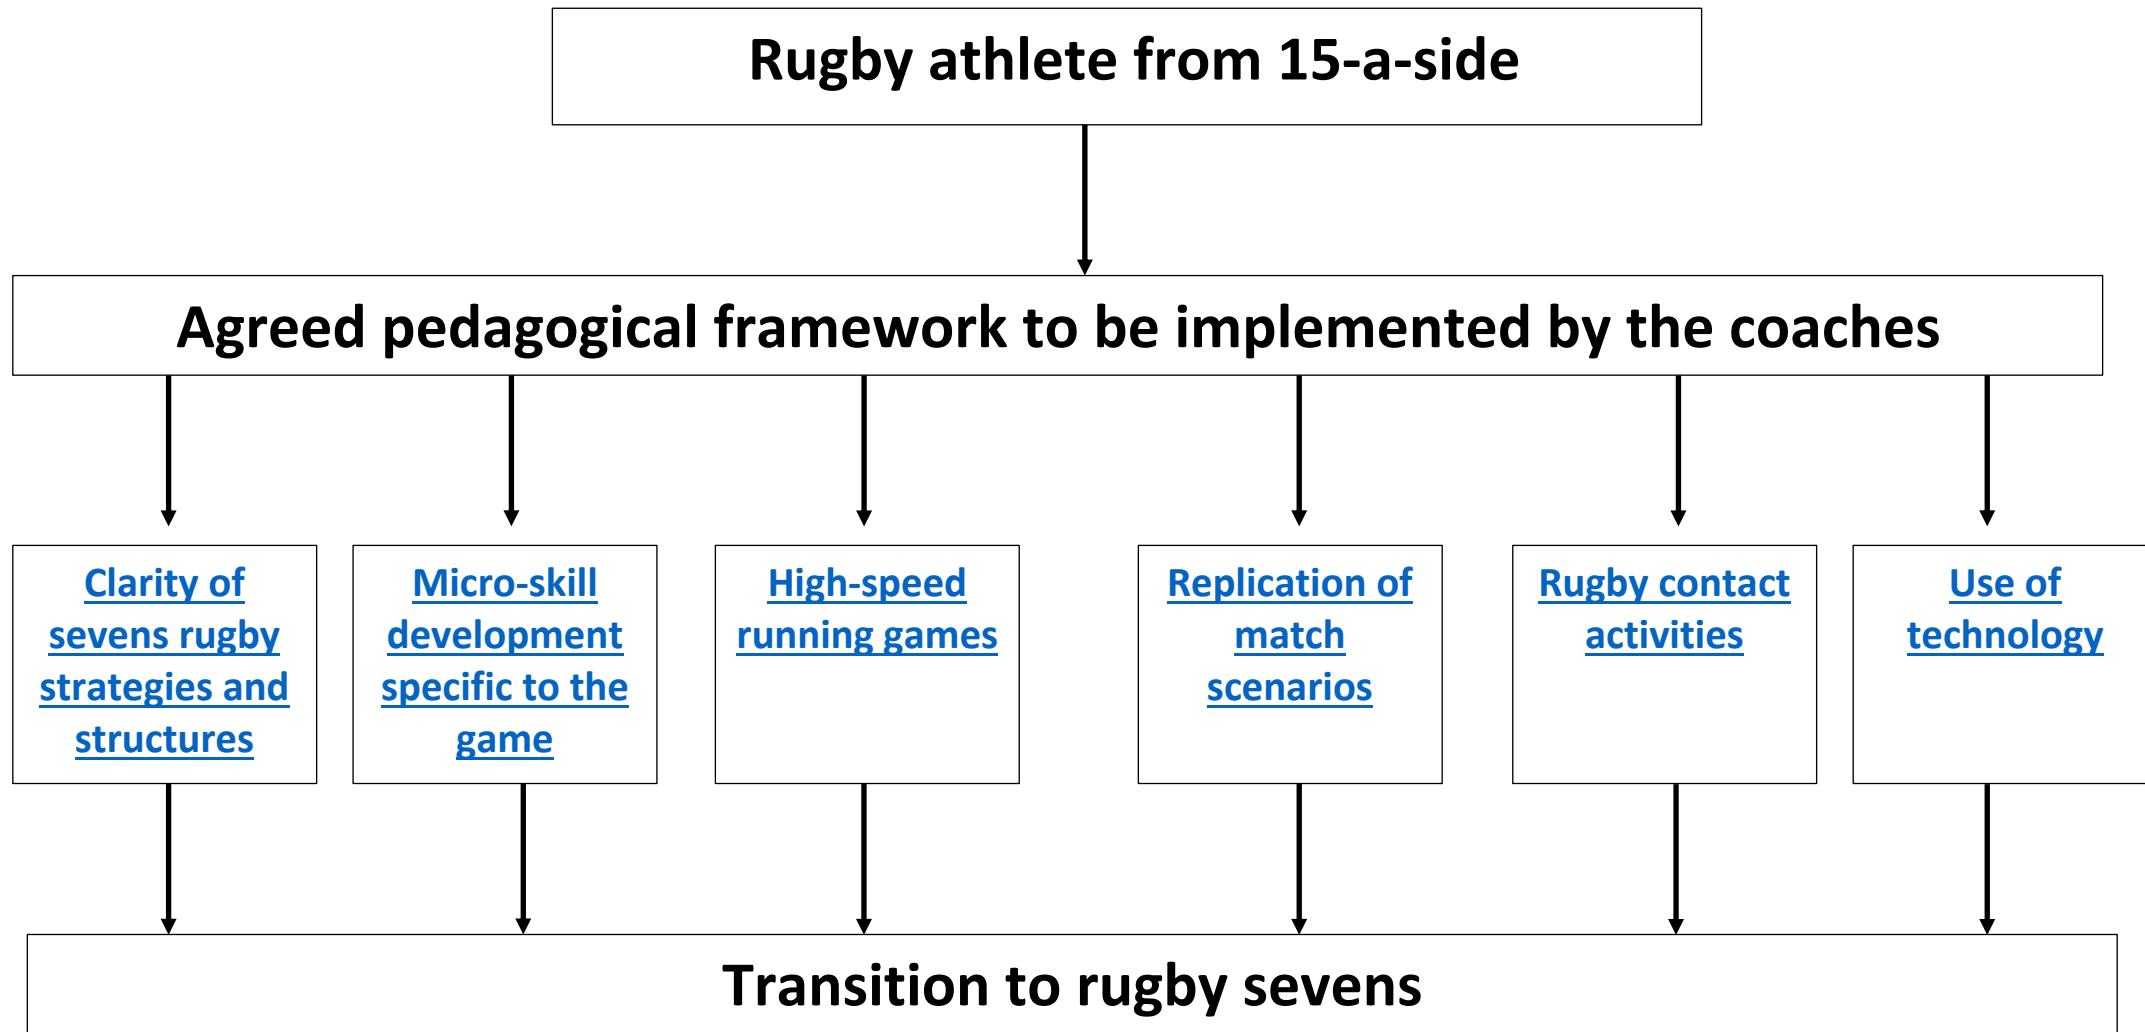 Rugby athlete from 15-a-side
Agreed pedagogical framework to be implemented by the coaches
Clarity of
sevens rugby
strategies and
structures
Micro-skill
development
specific to the
game
High-speed
running games
Replication of
match
scenarios
Rugby contact
activities
Use of
technology
Transition to rugby sevens